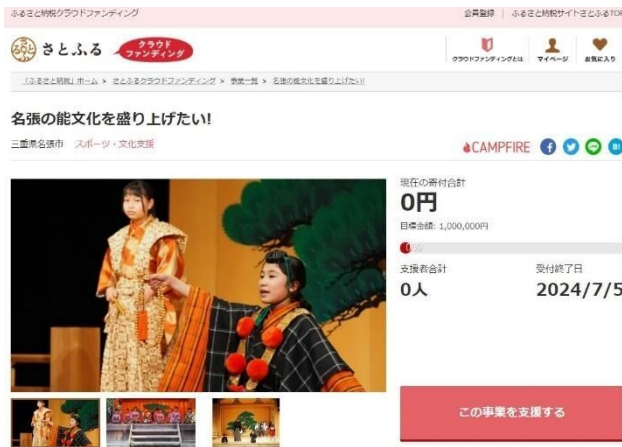 ふるさと納税クラウドファンディング
会員登録 | ふるさと納税サイトさとふるTOP
さとふる
クラウド
ファンディング
クラウドファンディングとは マイページ お気に入り
「ふるさと納税」ホーム > さとふるクラウドファンディング > 事業一覧 > 名張の能文化を盛り上げたい!
名張の能文化を盛り上げたい!
三重県名張市 スポーツ・文化支援
CAMPFIRE
現在の寄付合計
0円
目標金額: 1,000,000円
支援者合計 受付終了日
0人 2024/7/5
この事業を支援する